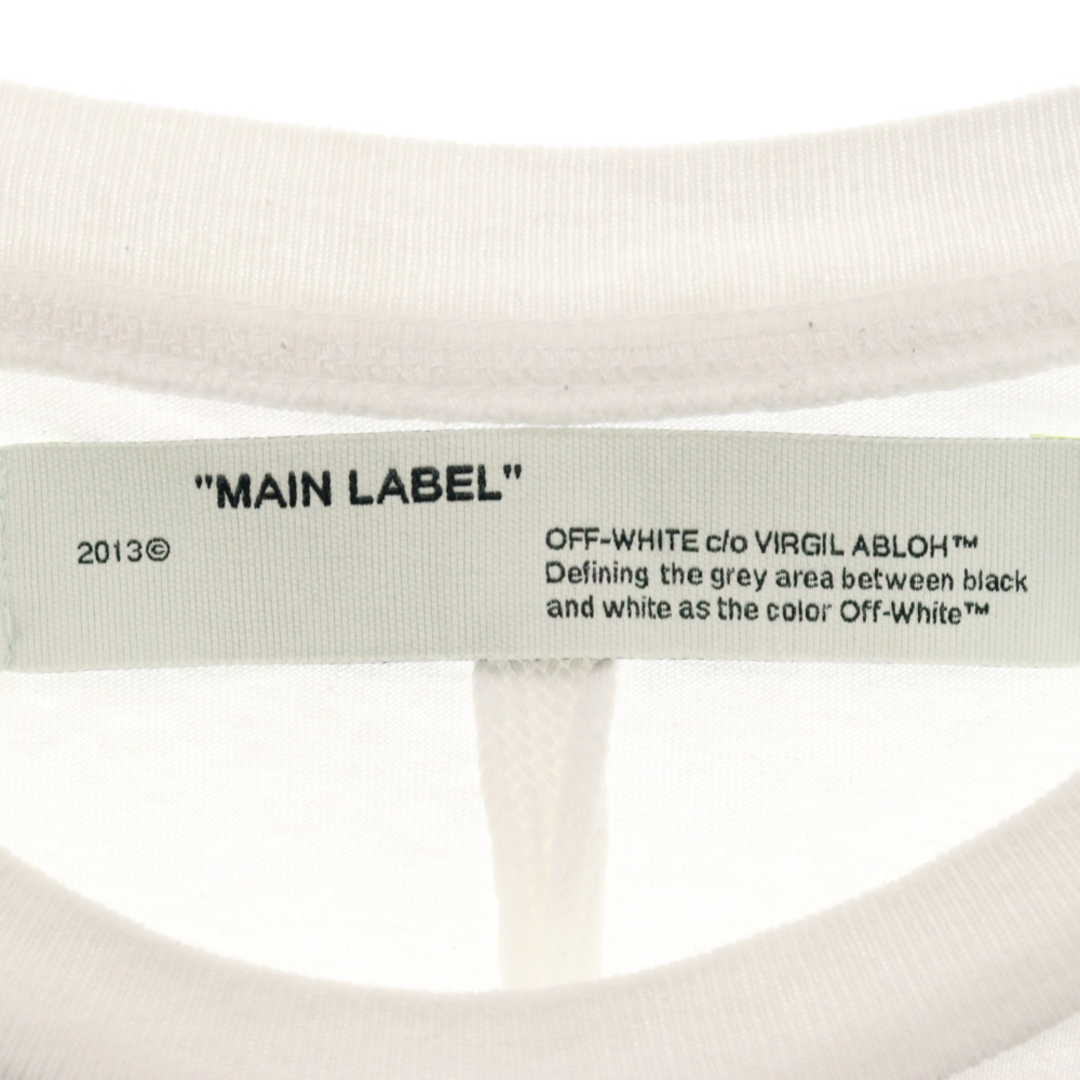 "MAIN LABEL"
2013©
OFF-WHITE c/o VIRGIL ABLOH™
Defining the grey area between black
and white as the color Off-White™